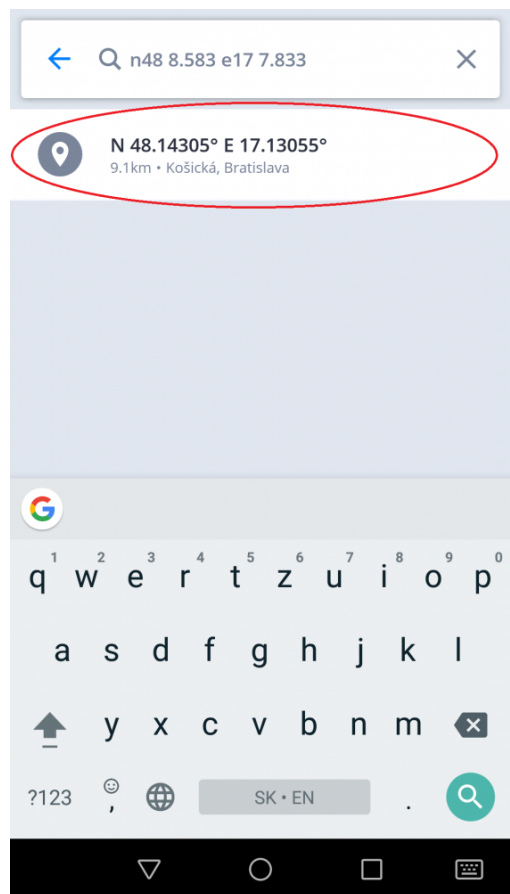 n48 8.583 e17 7.833
N 48.14305° E 17.13055°
9.1km • Košická, Bratislava
G
1 2 3 4 5 6 7 8 9 0
q w e r t z u i o p
a s d f g h j k l
y x c v b n m
?123 , SK • EN .